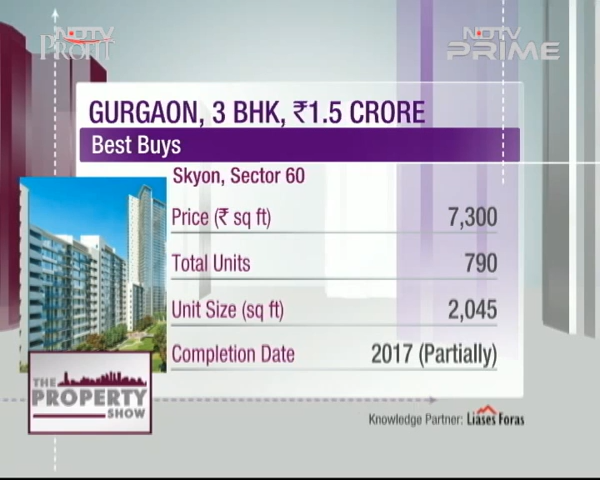 NDTV
Profit
NDTV
PRIME
GURGAON, 3 BHK, ₹1.5 CRORE
Best Buys
Skyon, Sector 60
Price (₹ sq ft) 7,300
Total Units 790
Unit Size (sq ft) 2,045
Completion Date 2017 (Partially)
THE
PROPERTY
SHOW
Knowledge Partner: Liases Foras